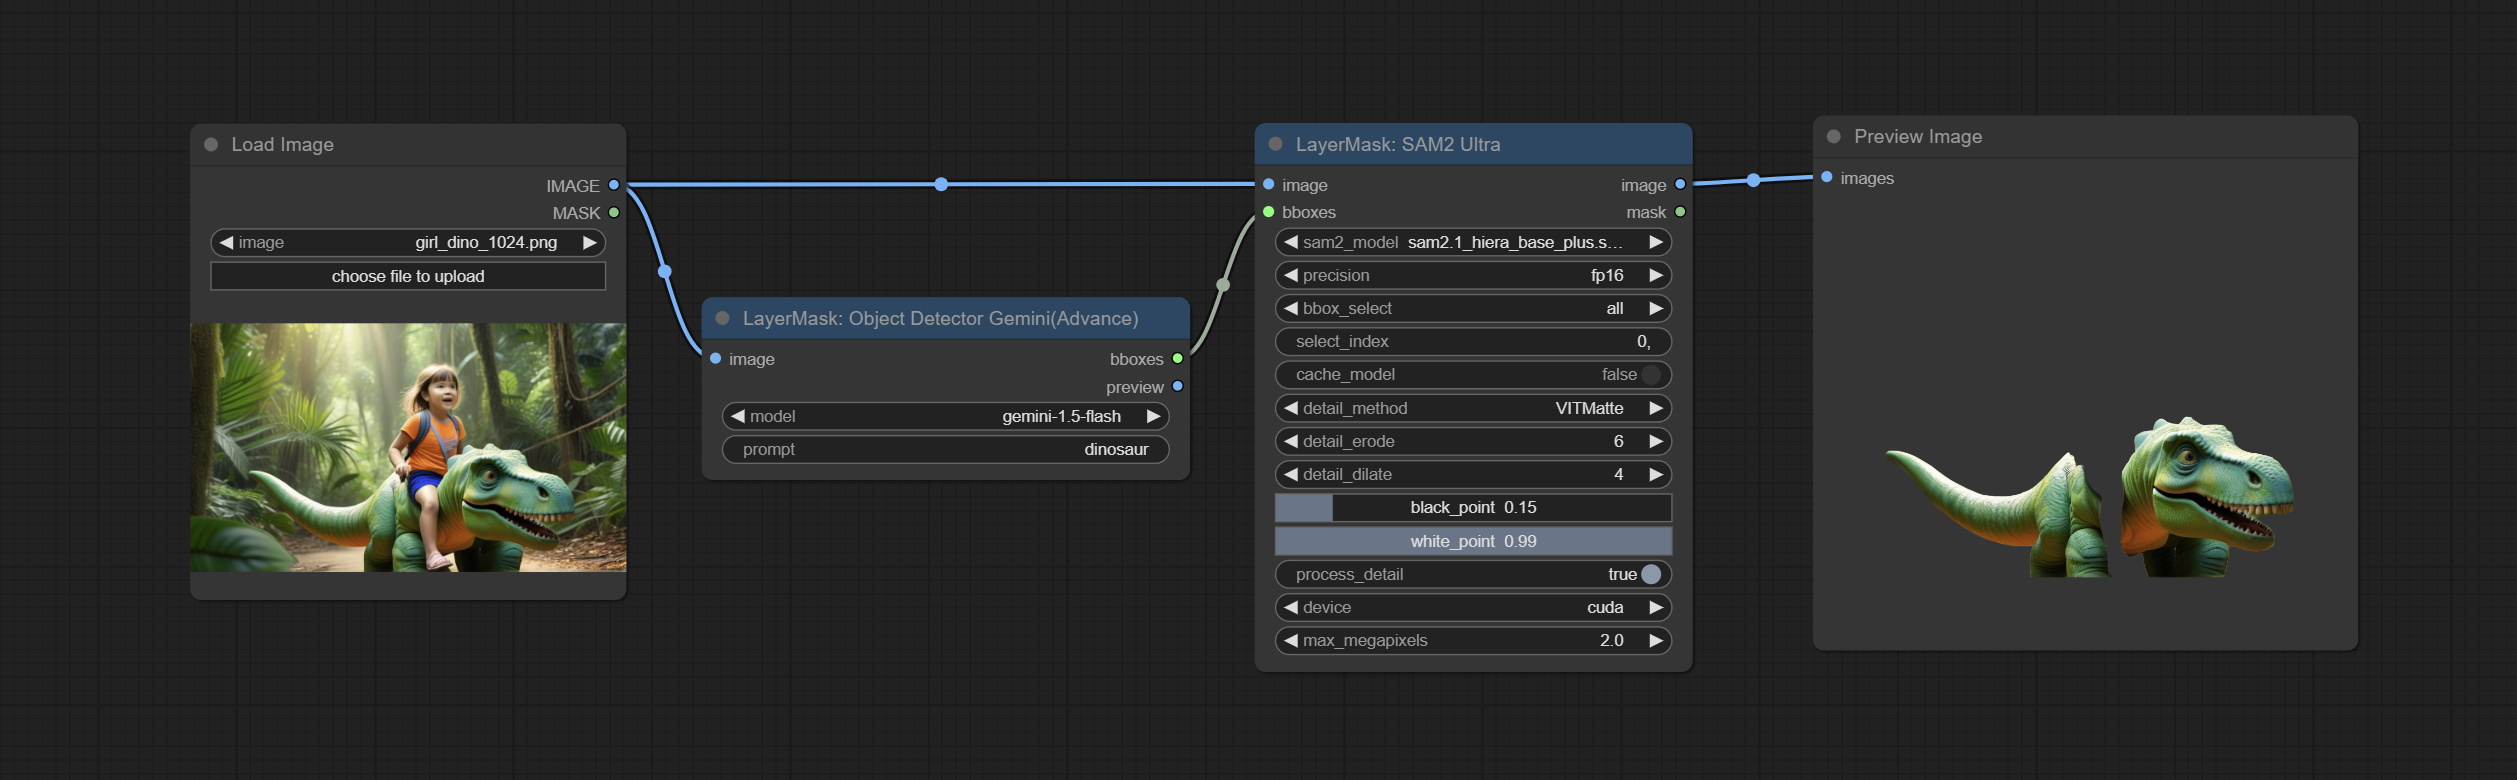 Load Image
IMAGE
MASK
image girl_dino_1024.png
choose file to upload
LayerMask: Object Detector Gemini(Advance)
image bboxes
preview
model gemini-1.5-flash
prompt dinosaur
LayerMask: SAM2 Ultra
image image
bboxes mask
sam2_model sam2.1_hiera_base_plus.s...
precision fp16
bbox_select all
select_index 0,
cache_model false
detail_method VITMatte
detail_erode 6
detail_dilate 4
black_point 0.15
white_point 0.99
process_detail true
device cuda
max_megapixels 2.0
Preview Image
images